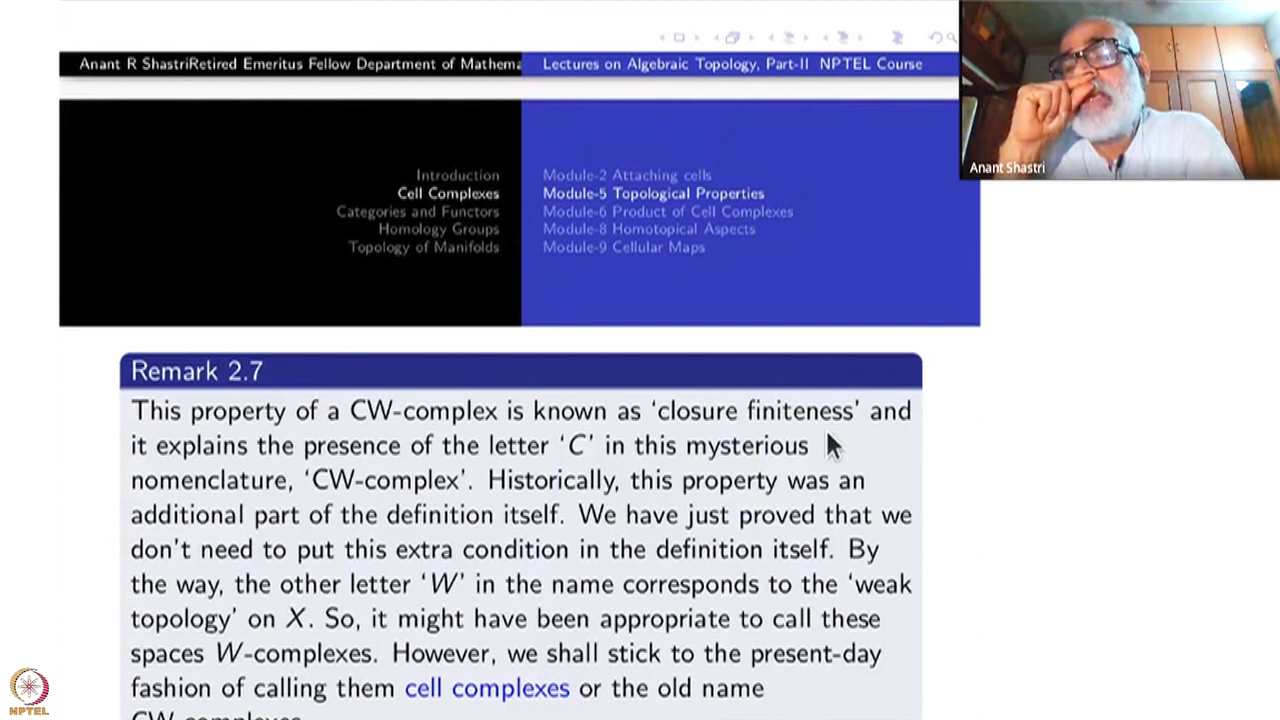 Anant R ShastriRetired Emeritus Fellow Department of Mathema
Lectures on Algebraic Topology, Part-II NPTEL Course
Introduction
Cell Complexes
Categories and Functors
Homology Groups
Topology of Manifolds
Module-2 Attaching cells
Module-5 Topological Properties
Module-6 Product of Cell Complexes
Module-8 Homotopical Aspects
Module-9 Cellular Maps
Anant Shastri
Remark 2.7
This property of a CW-complex is known as ‘closure finiteness’ and
it explains the presence of the letter ‘C’ in this mysterious
nomenclature, ‘CW-complex’. Historically, this property was an
additional part of the definition itself. We have just proved that we
don't need to put this extra condition in the definition itself. By
the way, the other letter ‘W’ in the name corresponds to the ‘weak
topology’ on X. So, it might have been appropriate to call these
spaces W-complexes. However, we shall stick to the present-day
fashion of calling them cell complexes or the old name
CW-complexes.
NPTEL